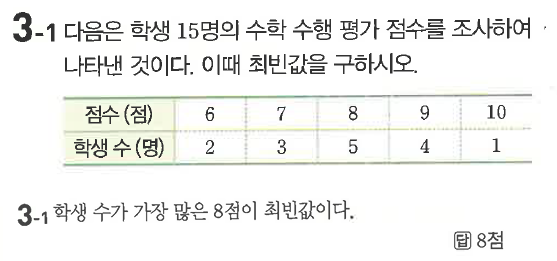 3-1 다음은 학생 15명의 수학 수행 평가 점수를 조사하여
나타낸 것이다. 이때 최빈값을 구하시오.
점수 (점) 6 7 8 9 10
학생 수 (명) 2 3 5 4 1
3-1 학생 수가 가장 많은 8점이 최빈값이다.
답 8점